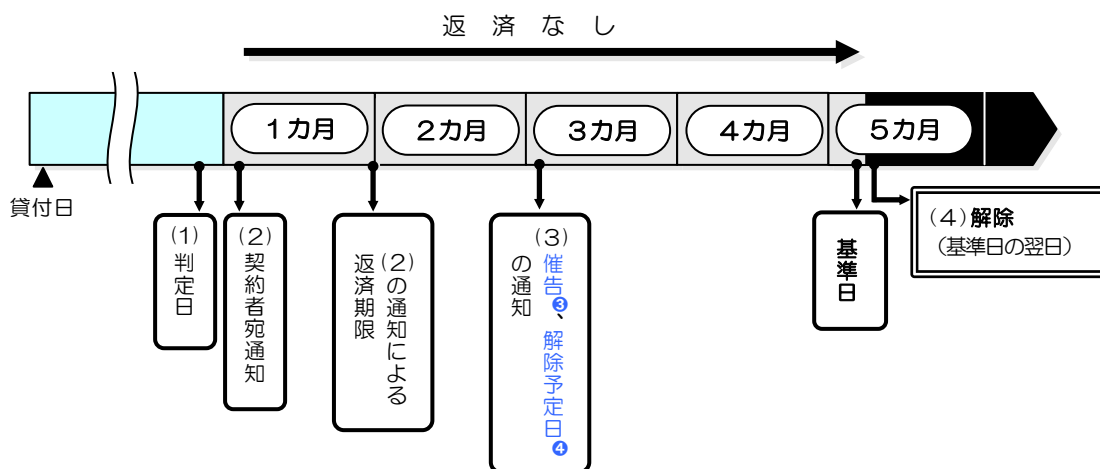 返済なし
1カ月
2カ月
3カ月
4カ月
5カ月
貸付日
(1)
判定日
(2)
契約者宛通知
(2)
の通知による
返済期限
(3)
催告❸、解除予定日❹
の通知
基準日
(4)解除
(基準日の翌日)